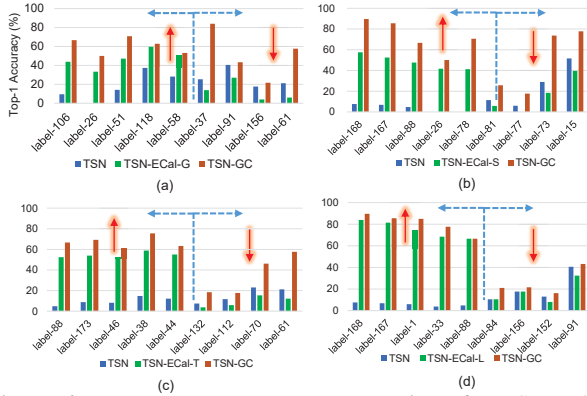 Top-1 Accuracy (%)
100
80
60
40
20
0
label-106
label-26
label-51
label-118
label-58
label-37
label-91
label-156
label-61
TSN TSN-ECal-G TSN-GC
(a)
100
80
60
40
20
0
label-168
label-167
label-88
label-26
label-78
label-81
label-77
label-73
label-15
TSN TSN-ECal-S TSN-GC
(b)
100
80
60
40
20
0
label-88
label-173
label-46
label-38
label-44
label-132
label-112
label-70
label-61
TSN TSN-ECal-T TSN-GC
(c)
100
80
60
40
20
0
label-168
label-167
label-1
label-33
label-88
label-84
label-156
label-152
label-91
TSN TSN-ECal-L TSN-GC
(d)